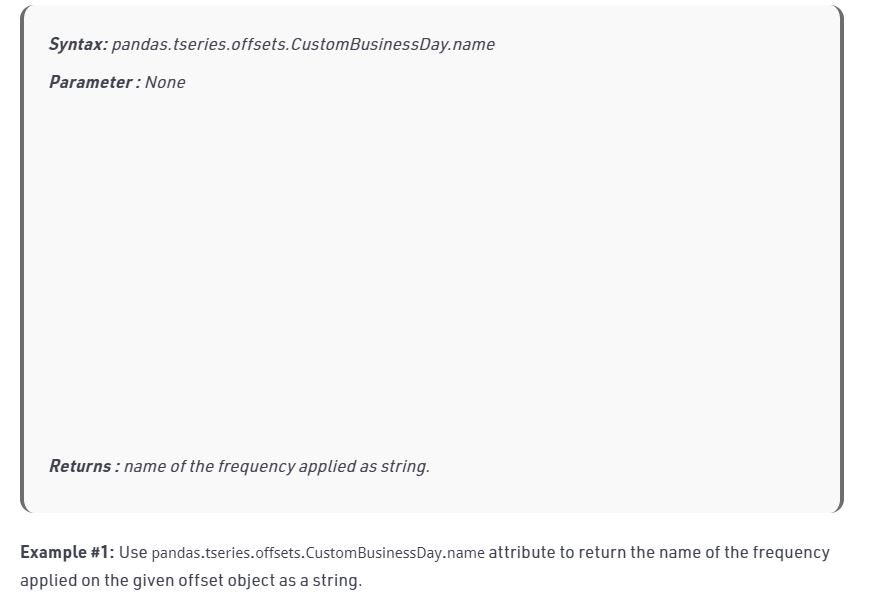 Syntax: pandas.tseries.offsets.CustomBusinessDay.name
Parameter : None
Returns : name of the frequency applied as string.
Example #1: Use pandas.tseries.offsets.CustomBusinessDay.name attribute to return the name of the frequency
applied on the given offset object as a string.